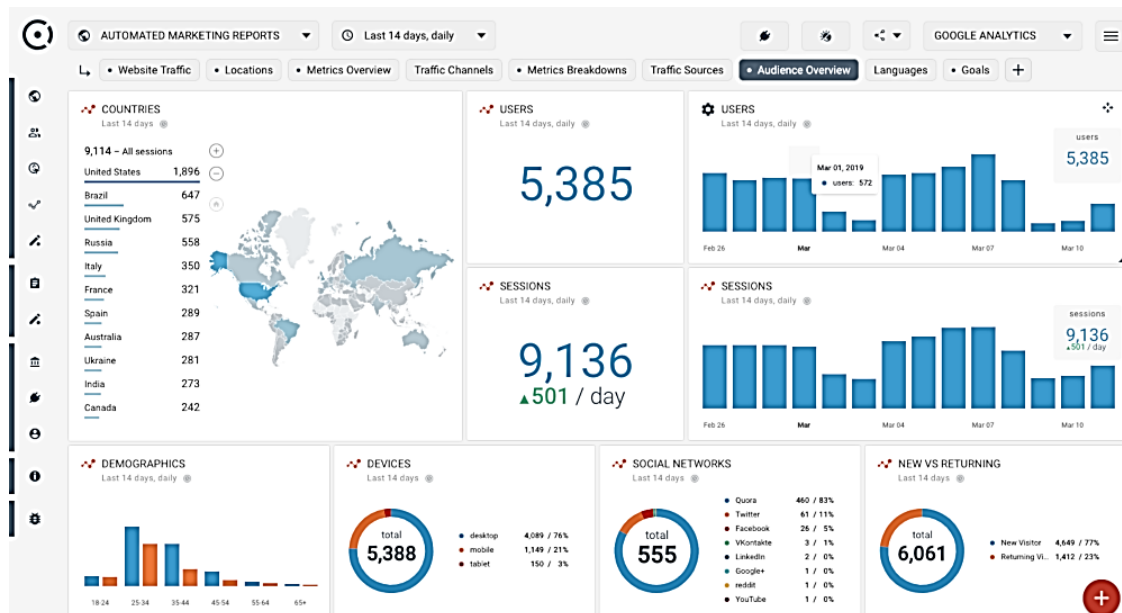 AUTOMATED MARKETING REPORTS
Last 14 days, daily
GOOGLE ANALYTICS
• Website Traffic
• Locations
• Metrics Overview
Traffic Channels
• Metrics Breakdowns
Traffic Sources
• Audience Overview
Languages
• Goals
+
COUNTRIES
Last 14 days
9,114 – All sessions
United States 1,896
Brazil 647
United Kingdom 575
Russia 558
Italy 350
France 321
Spain 289
Australia 287
Ukraine 281
India 273
Canada 242
USERS
Last 14 days, daily
5,385
USERS
Last 14 days, daily
users
5,385
Mar 01, 2019
• users: 572
Feb 26 Mar Mar 04 Mar 07 Mar 10
SESSIONS
Last 14 days, daily
9,136
▲501 / day
SESSIONS
Last 14 days, daily
sessions
9,136
▲501 / day
Feb 26 Mar Mar 04 Mar 07 Mar 10
DEMOGRAPHICS
Last 14 days, daily
18-24 25-34 35-44 45-54 55-64 65+
DEVICES
Last 14 days
total
5,388
• desktop 4,089 / 76%
• mobile 1,149 / 21%
• tablet 150 / 3%
SOCIAL NETWORKS
Last 14 days
total
555
• Quora 460 / 83%
• Twitter 61 / 11%
• Facebook 26 / 5%
• VKontakte 3 / 1%
• LinkedIn 2 / 0%
• Google+ 1 / 0%
• reddit 1 / 0%
• YouTube 1 / 0%
NEW VS RETURNING
Last 14 days
total
6,061
• New Visitor 4,649 / 77%
• Returning Vi... 1,412 / 23%
+